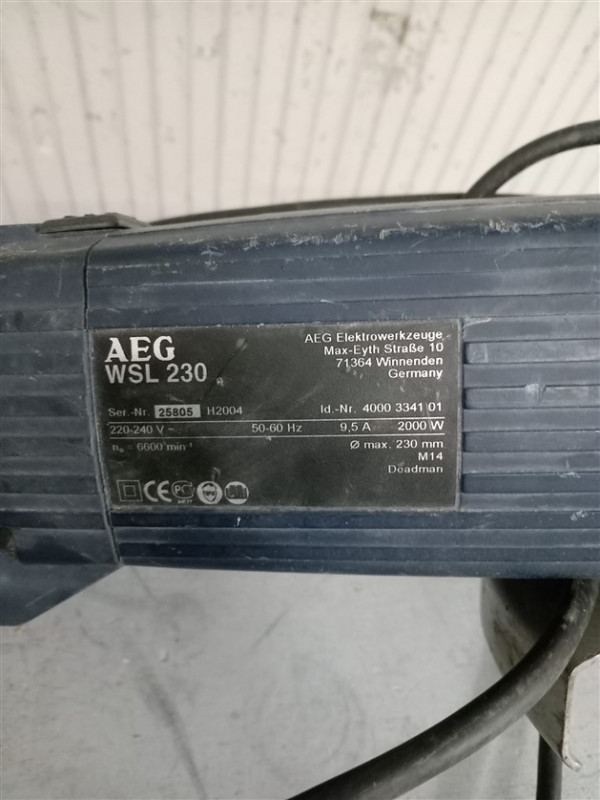 AEG
WSL 230
AEG Elektrowerkzeuge
Max-Eyth Straße 10
71364 Winnenden
Germany
Ser.-Nr. 25805 H2004
Id.-Nr. 4000 3341 01
220-240 V ~ 50-60 Hz 9,5 A 2000 W
n₀ = 6600 min⁻¹
Ø max. 230 mm
M14
Deadman
CE